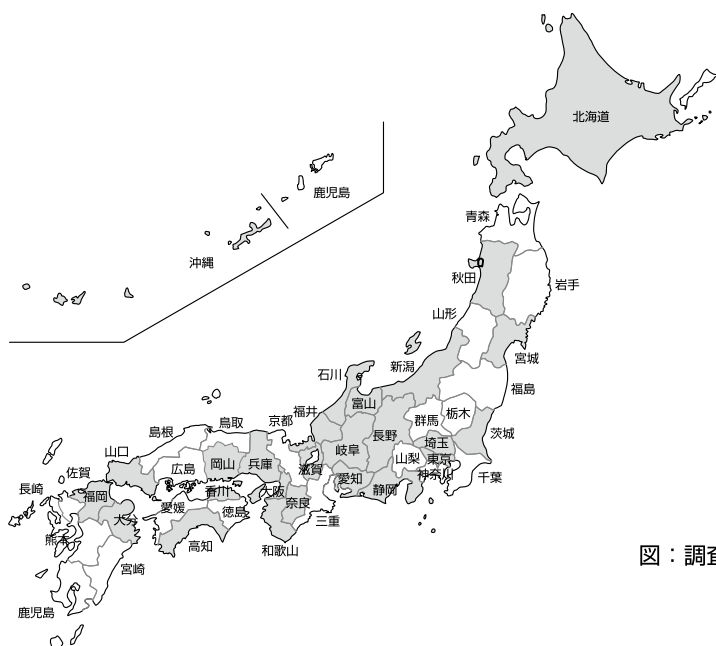 北海道
鹿児島
青森
沖縄
秋田
岩手
山形
宮城
新潟
石川
福島
富山
福井
群馬
栃木
京都
鳥取
島根
長野
茨城
埼玉
岐阜
山口
東京
山梨
兵庫
岡山
広島
滋賀
佐賀
神奈川
千葉
愛知
静岡
長崎
福岡
香川
大阪
奈良
愛媛
徳島
大分
三重
熊本
高知
和歌山
図：調査
宮崎
鹿児島